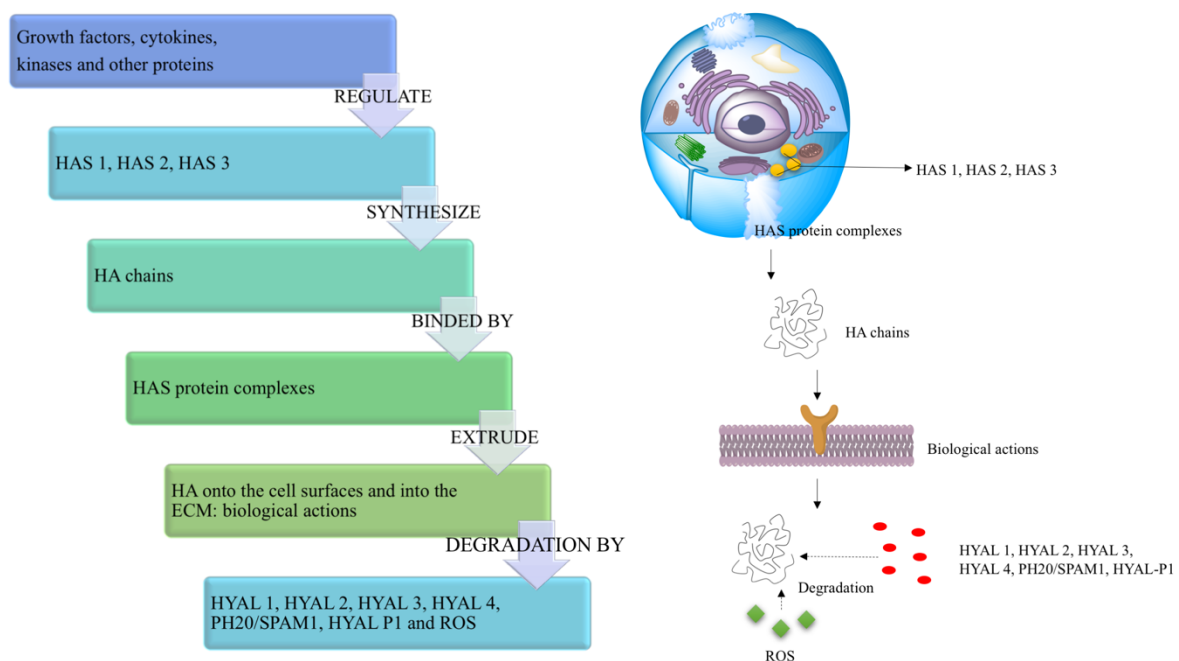 Growth factors, cytokines,
kinases and other proteins
REGULATE
HAS 1, HAS 2, HAS 3
SYNTHESIZE
HA chains
BINDED BY
HAS protein complexes
EXTRUDE
HA onto the cell surfaces and into the
ECM: biological actions
DEGRADATION BY
HYAL 1, HYAL 2, HYAL 3, HYAL 4,
PH20/SPAM1, HYAL P1 and ROS
HAS 1, HAS 2, HAS 3
HAS protein complexes
HA chains
Biological actions
HYAL 1, HYAL 2, HYAL 3,
HYAL 4, PH20/SPAM1, HYAL-P1
Degradation
ROS